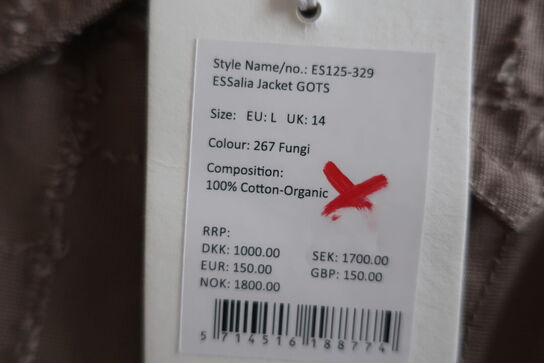 Style Name/no.: ES125-329
ESSalia Jacket GOTS
Size: EU: L UK: 14
Colour: 267 Fungi
Composition:
100% Cotton-Organic
RRP:
DKK: 1000.00 SEK: 1700.00
EUR: 150.00 GBP: 150.00
NOK: 1800.00
5 714516 188774